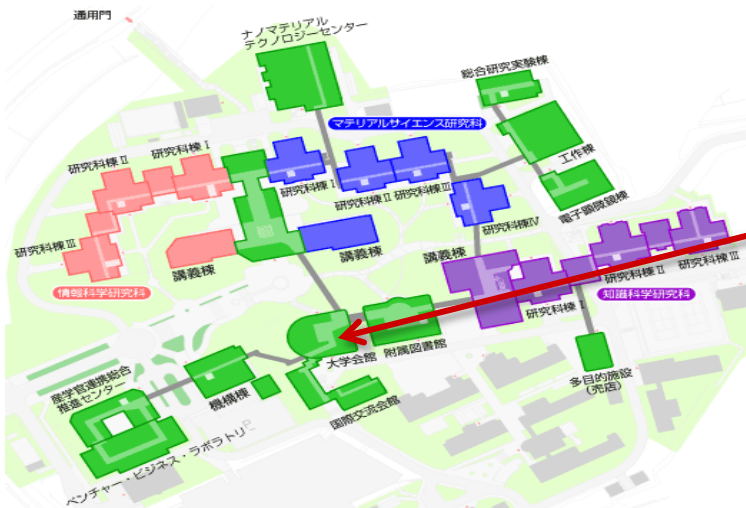 通用門
ナノマテリアル
テクノロジーセンター
総合研究実験棟
マテリアルサイエンス研究科
研究科棟Ⅱ
研究科棟Ⅰ
工作棟
研究科棟Ⅰ
研究科棟Ⅱ
研究科棟Ⅲ
電子顕微鏡棟
研究科棟Ⅳ
研究科棟Ⅲ
講義棟
講義棟
講義棟
研究科棟Ⅱ
研究科棟Ⅲ
情報科学研究科
研究科棟Ⅰ
知識科学研究科
大学会館
附属図書館
多目的施設
(売店)
産学官連携総合
推進センター
機構棟
国際交流会館
ベンチャー・ビジネス・ラボラトリ
P